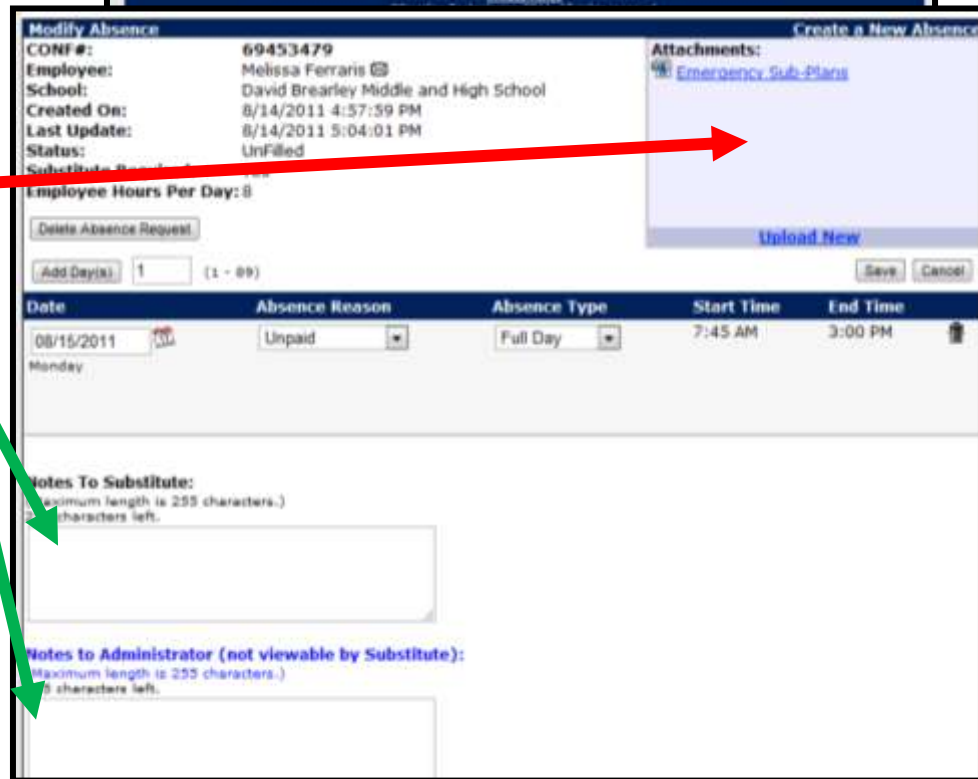 Modify Absence Create a New Absence
CONF#: 69453479
Employee: Melissa Ferraris
School: David Brearley Middle and High School
Created On: 8/14/2011 4:57:59 PM
Last Update: 8/14/2011 5:04:01 PM
Status: UnFilled
Substitute
Employee Hours Per Day: 8
Attachments:
Emergency Sub-Plans
Upload New
Delete Absence Request
Add Day(s) 1 (1 - 89)
Save Cancel
Date Absence Reason Absence Type Start Time End Time
08/15/2011 Unpaid Full Day 7:45 AM 3:00 PM
Monday
Notes To Substitute:
(Maximum length is 255 characters.)
characters left.
Notes to Administrator (not viewable by Substitute):
(Maximum length is 255 characters.)
characters left.